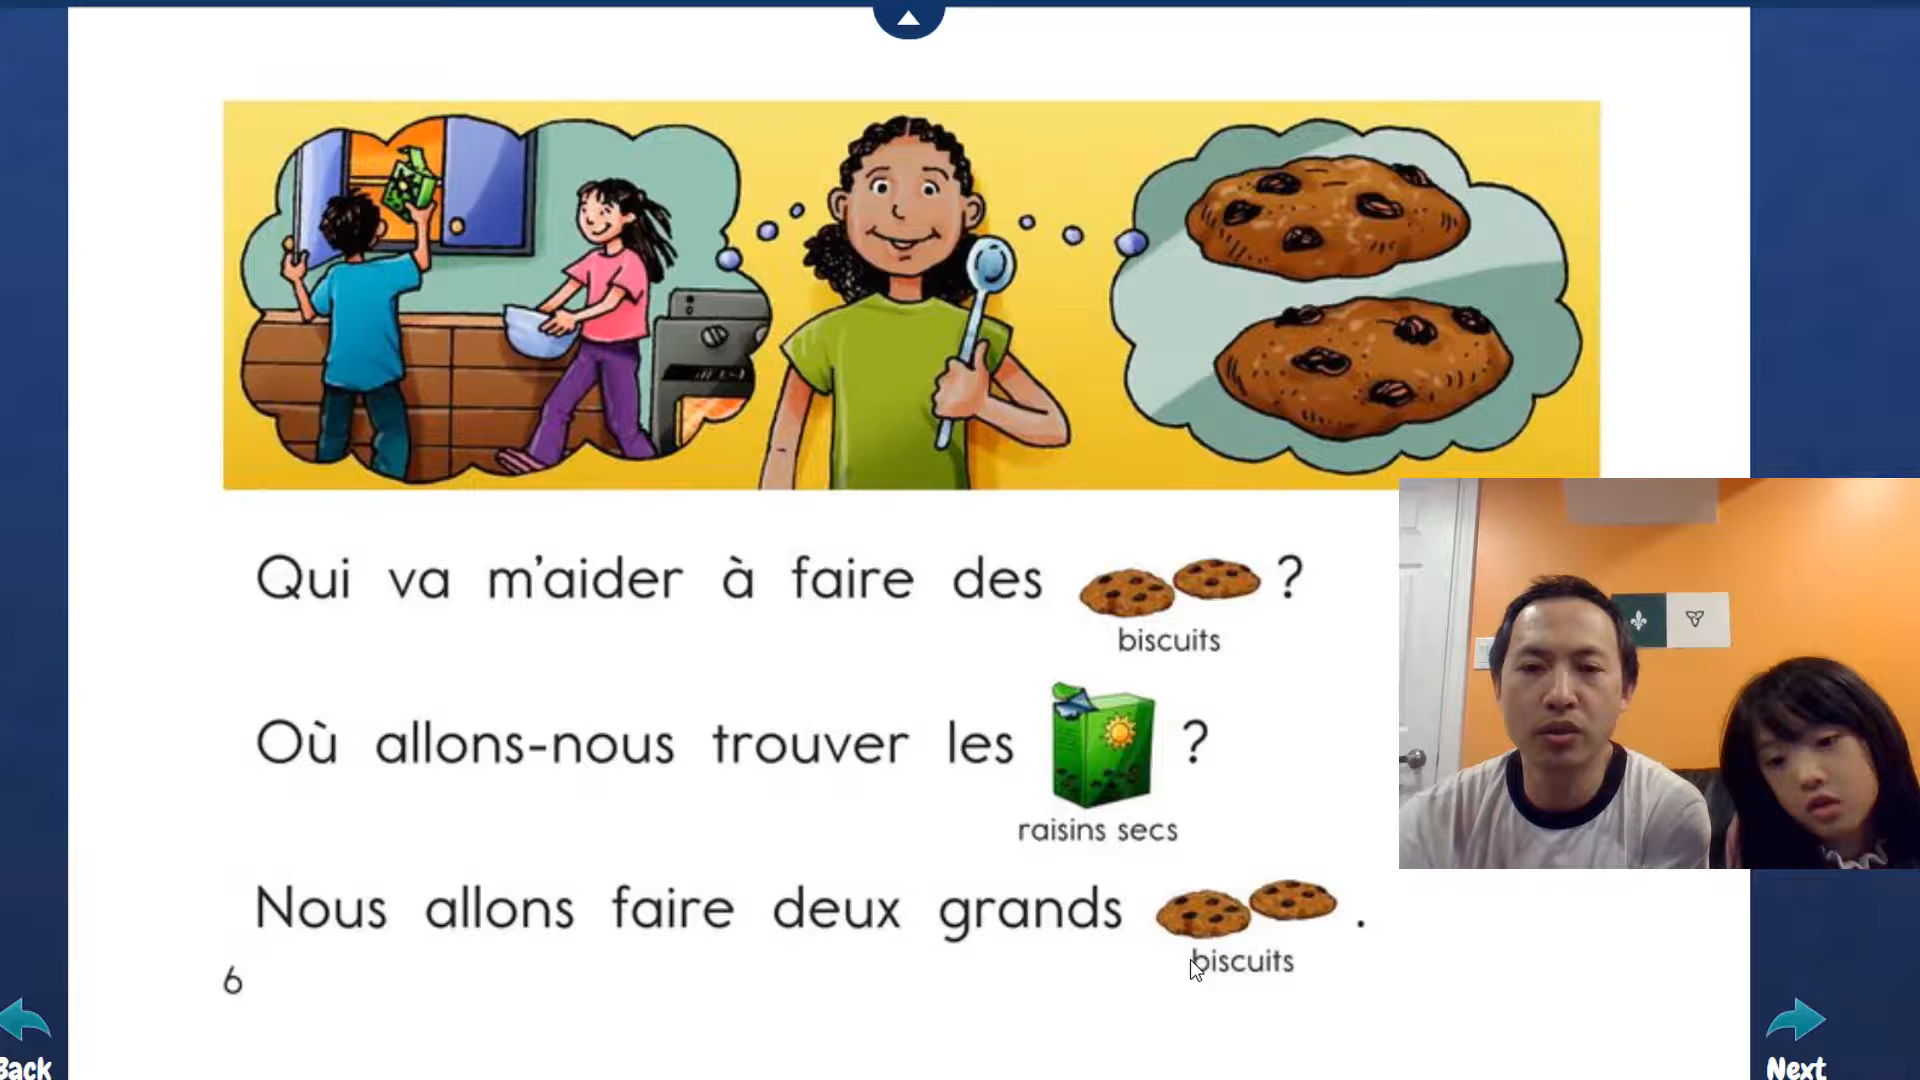 Qui va m'aider à faire des ?
biscuits
Où allons-nous trouver les ?
raisins secs
Nous allons faire deux grands .
biscuits
6
Back
Next